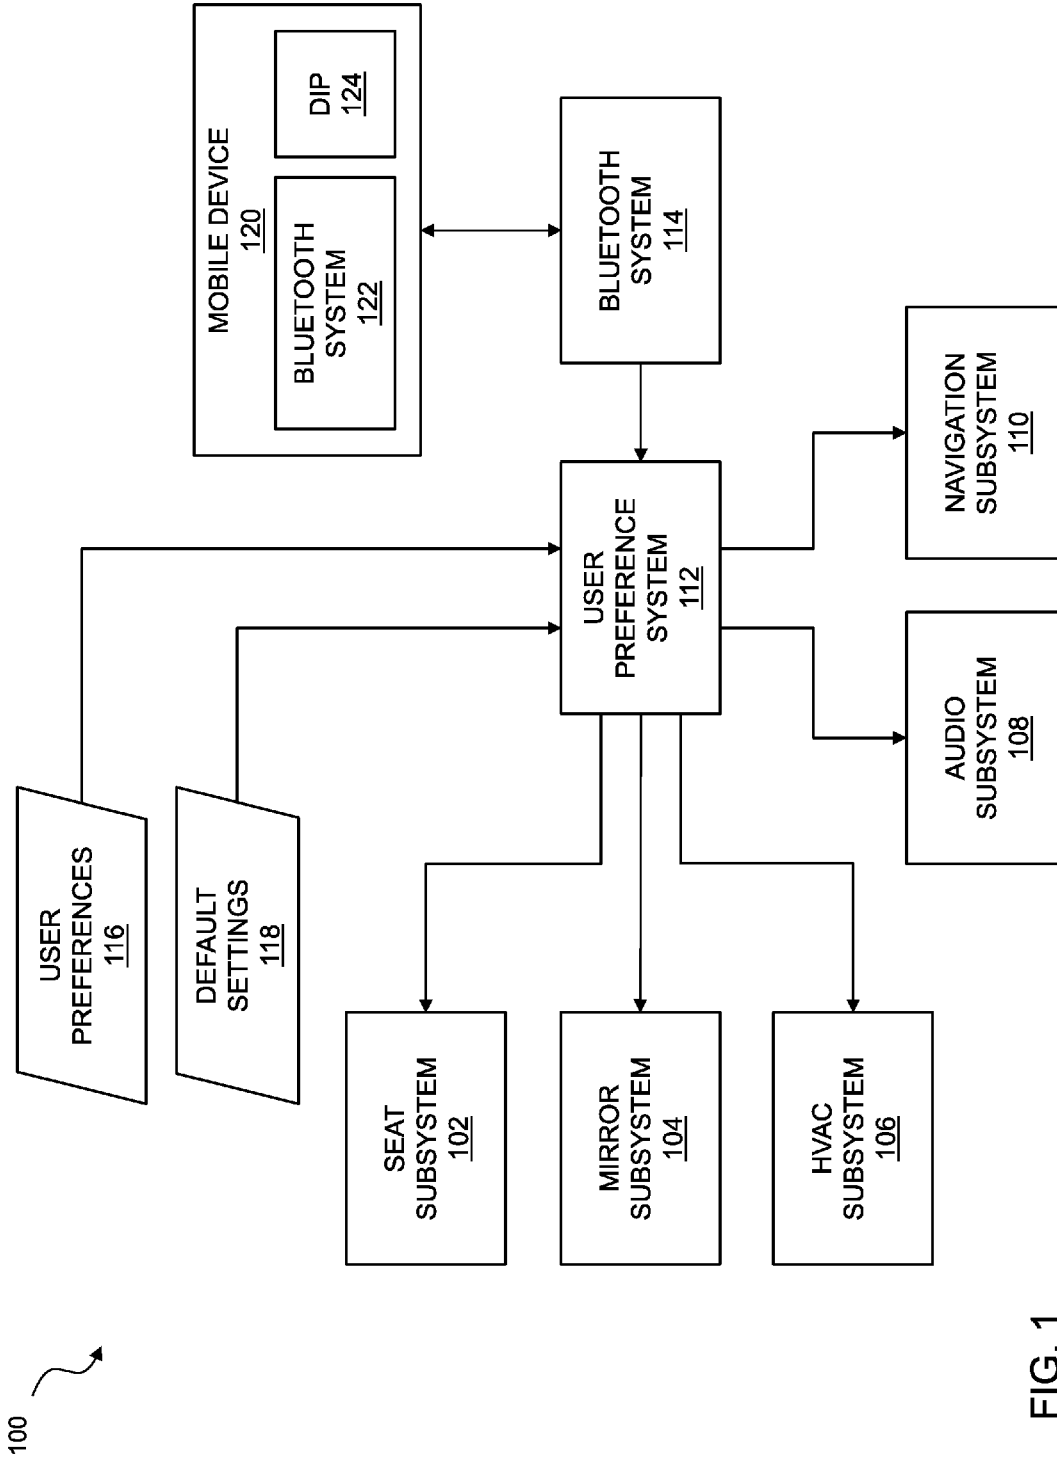 100
USER
PREFERENCES
116
DEFAULT
SETTINGS
118
MOBILE DEVICE
120
BLUETOOTH
SYSTEM
122
DIP
124
SEAT
SUBSYSTEM
102
MIRROR
SUBSYSTEM
104
HVAC
SUBSYSTEM
106
USER
PREFERENCE
SYSTEM
112
BLUETOOTH
SYSTEM
114
AUDIO
SUBSYSTEM
108
NAVIGATION
SUBSYSTEM
110
FIG. 1